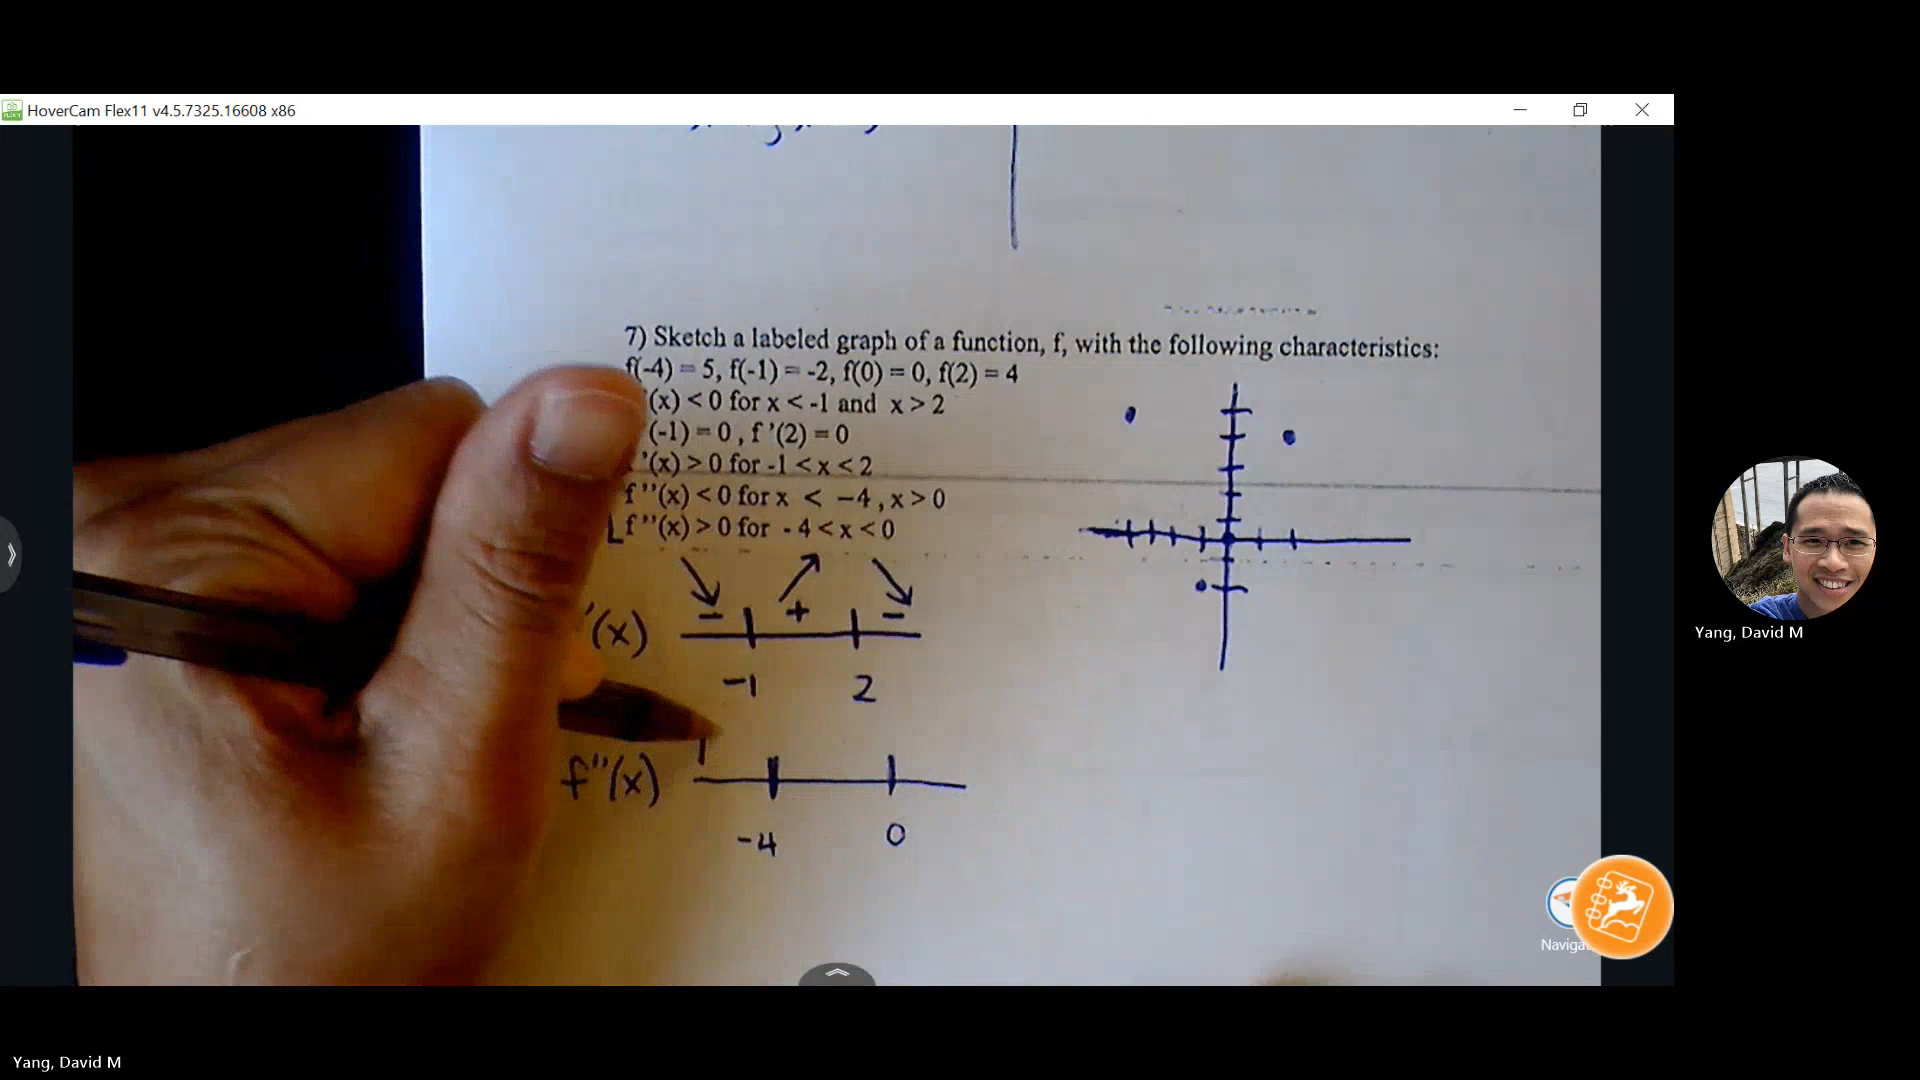 HoverCam Flex11 v4.5.7325.16608 x86
7) Sketch a labeled graph of a function, f, with the following characteristics:
f(-4) = 5, f(-1) = -2, f(0) = 0, f(2) = 4
'(x) < 0 for x < -1 and x > 2
(-1) = 0 , f '(2) = 0
'(x) > 0 for -1 < x < 2
f ''(x) < 0 for x < −4 , x > 0
f ''(x) > 0 for - 4 < x < 0
− + −
'(x)
-1 2
f"(x)
-4 0
Yang, David M
Yang, David M